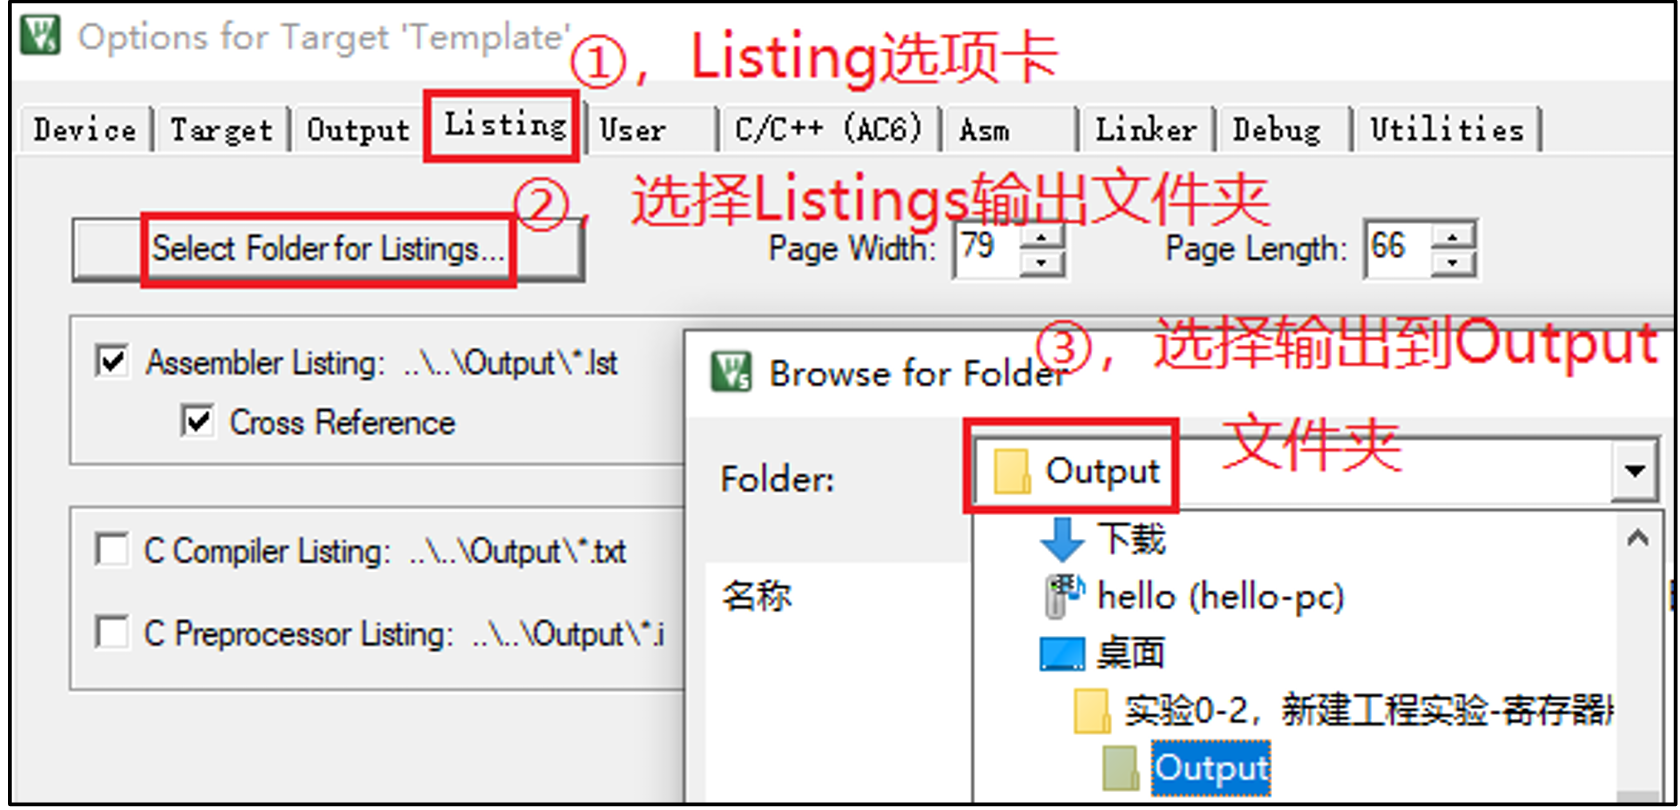 Options for Target 'Template'
①，Listing选项卡
Device Target Output Listing User C/C++ (AC6) Asm Linker Debug Utilities
②，选择Listings输出文件夹
Select Folder for Listings... Page Width: 79 Page Length: 66
③，选择输出到Output
文件夹
Assembler Listing: ..\..\Output\*.lst
Cross Reference
C Compiler Listing: ..\..\Output\*.txt
C Preprocessor Listing: ..\..\Output\*.i
Browse for Folder
Folder: Output
名称
下载
hello (hello-pc)
桌面
实验0-2，新建工程实验-寄存器
Output